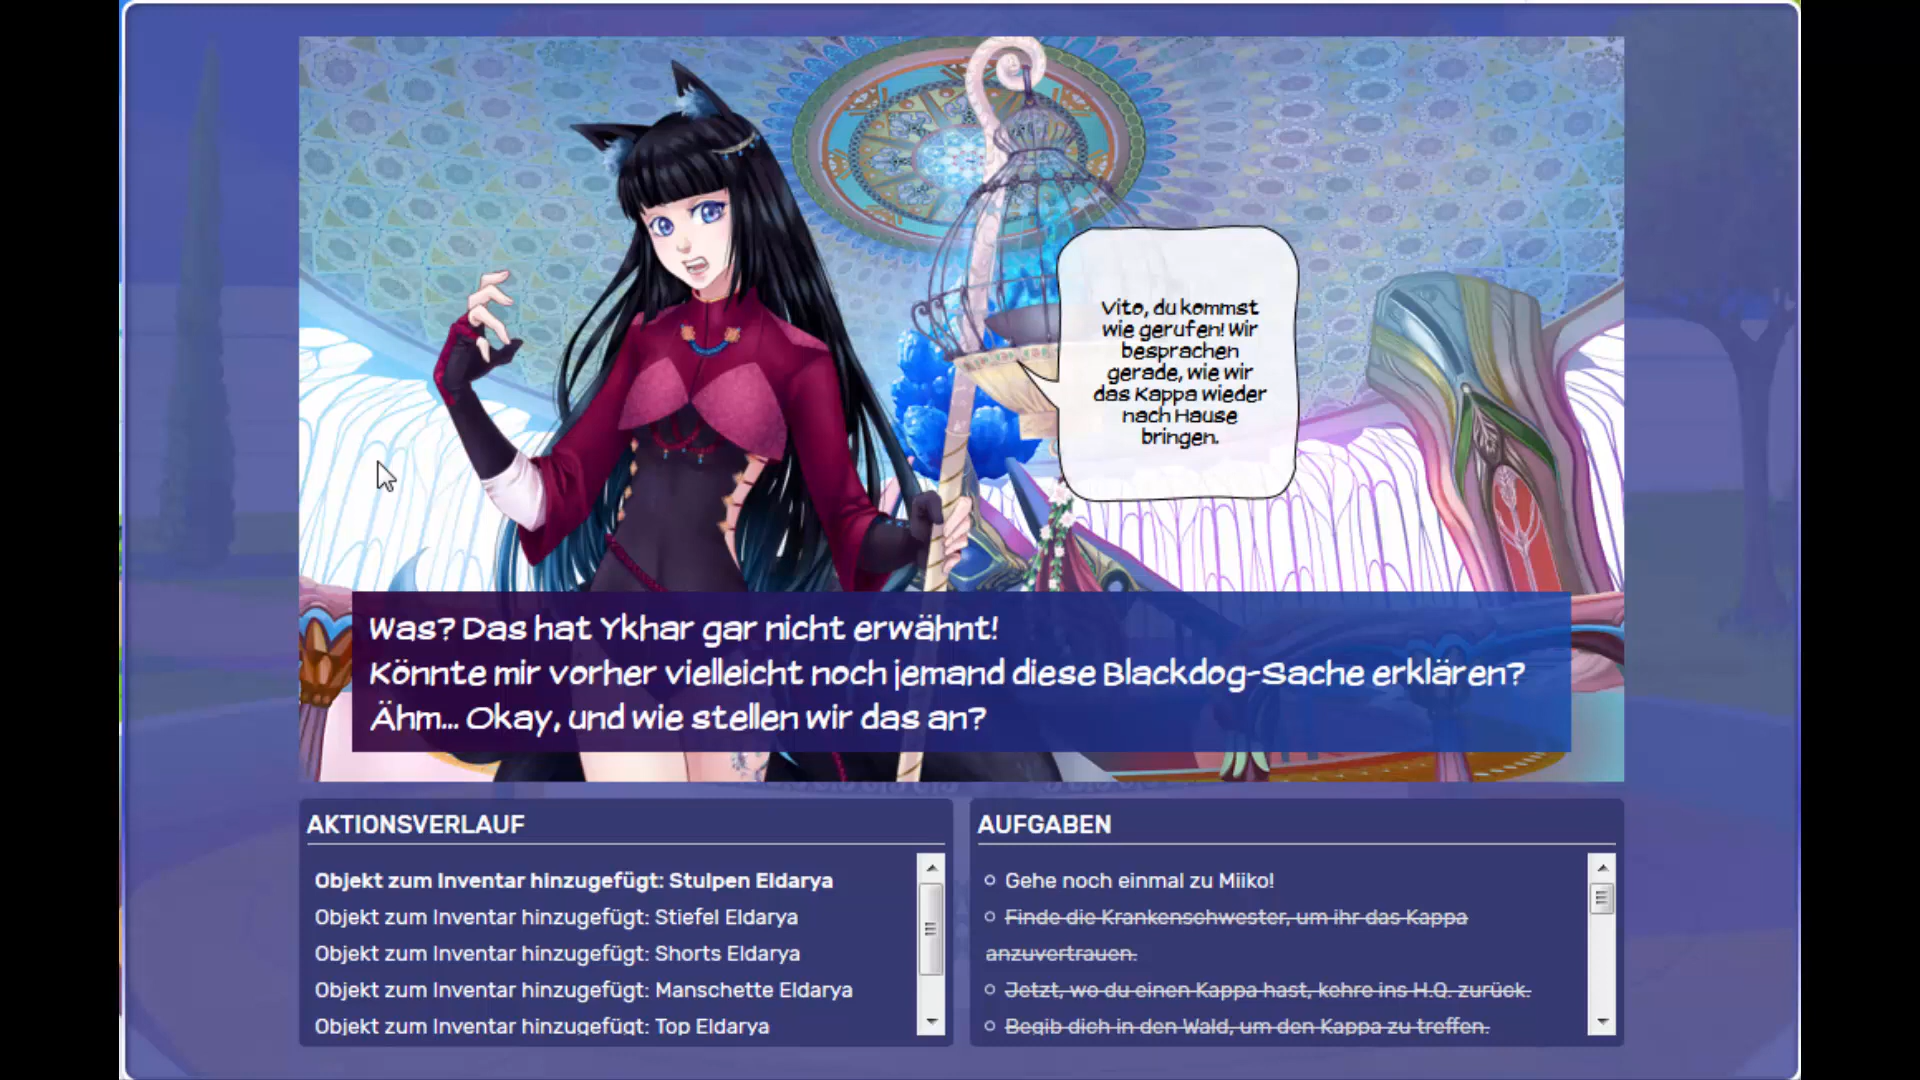 Vito, du kommst
wie gerufen! Wir
besprachen
gerade, wie wir
das Kappa wieder
nach Hause
bringen.
Was? Das hat Ykhar gar nicht erwähnt!
Könnte mir vorher vielleicht noch jemand diese Blackdog-Sache erklären?
Ähm... Okay, und wie stellen wir das an?
AKTIONSVERLAUF
Objekt zum Inventar hinzugefügt: Stulpen Eldarya
Objekt zum Inventar hinzugefügt: Stiefel Eldarya
Objekt zum Inventar hinzugefügt: Shorts Eldarya
Objekt zum Inventar hinzugefügt: Manschette Eldarya
Objekt zum Inventar hinzugefügt: Top Eldarya
AUFGABEN
Gehe noch einmal zu Miiko!
Finde die Krankenschwester, um ihr das Kappa
anzuvertrauen.
Jetzt, wo du einen Kappa hast, kehre ins H.Q. zurück.
Begib dich in den Wald, um den Kappa zu treffen.